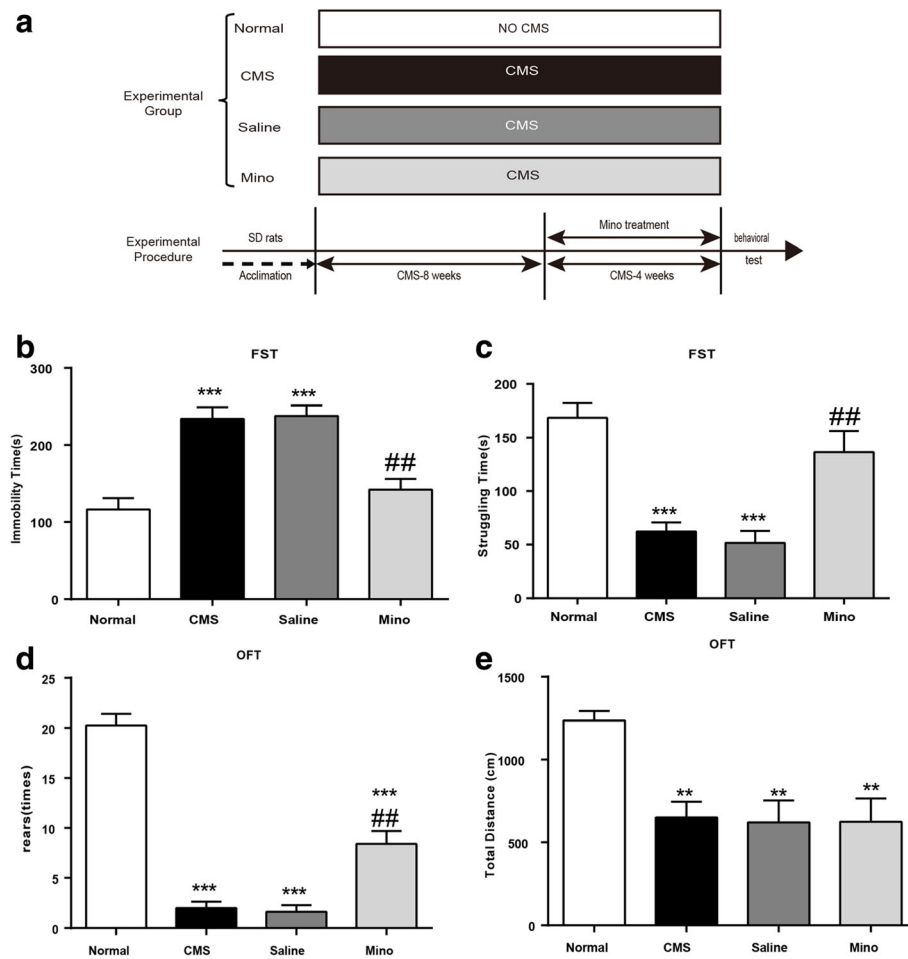 a
Normal
NO CMS
CMS
CMS
Experimental
Group
Saline
CMS
Mino
CMS
Experimental
Procedure
SD rats
Mino treatment
behavioral
test
Acclimation
CMS-8 weeks
CMS-4 weeks
b
FST
300
200
100
0
Immobility Time(s)
***
***
##
Normal
CMS
Saline
Mino
c
FST
200
150
100
50
0
Struggling Time(s)
***
***
##
Normal
CMS
Saline
Mino
d
OFT
25
20
15
10
5
0
rears(times)
***
***
***
##
Normal
CMS
Saline
Mino
e
OFT
1500
1000
500
0
Total Distance (cm)
**
**
**
Normal
CMS
Saline
Mino